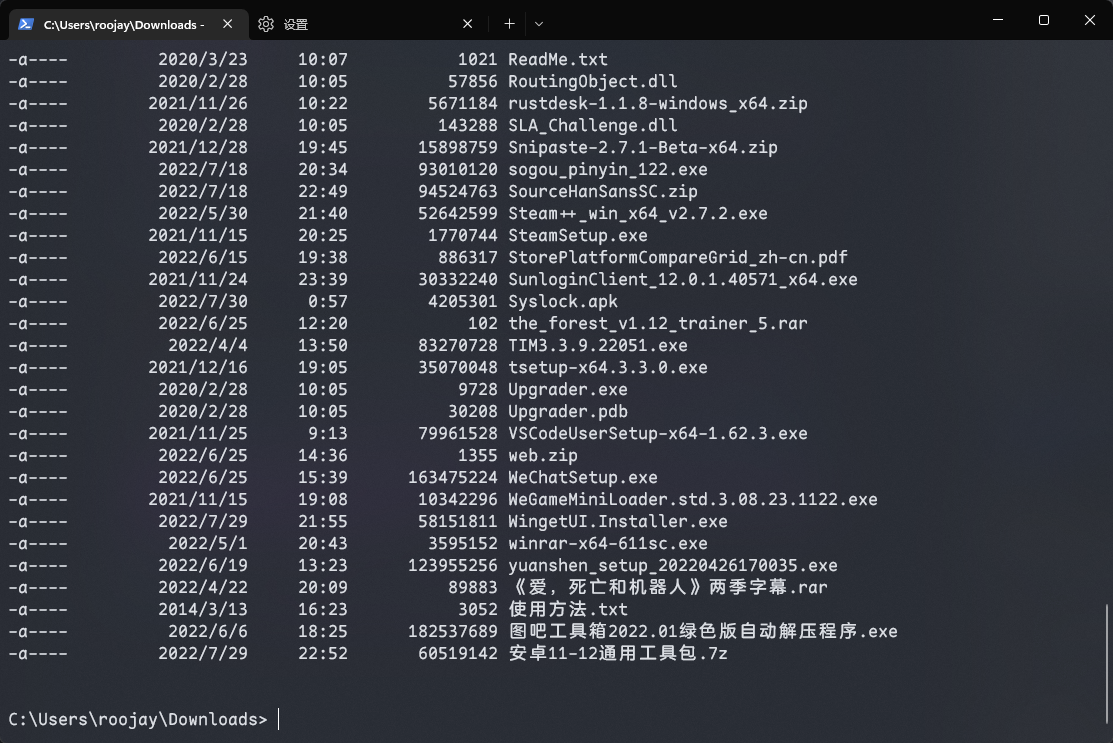 C:\Users\roojay\Downloads - 设置
-a---- 2020/3/23 10:07 1021 ReadMe.txt
-a---- 2020/2/28 10:05 57856 RoutingObject.dll
-a---- 2021/11/26 10:22 5671184 rustdesk-1.1.8-windows_x64.zip
-a---- 2020/2/28 10:05 143288 SLA_Challenge.dll
-a---- 2021/12/28 19:45 15898759 Snipaste-2.7.1-Beta-x64.zip
-a---- 2022/7/18 20:34 93010120 sogou_pinyin_122.exe
-a---- 2022/7/18 22:49 94524763 SourceHanSansSC.zip
-a---- 2022/5/30 21:40 52642599 Steam++_win_x64_v2.7.2.exe
-a---- 2021/11/15 20:25 1770744 SteamSetup.exe
-a---- 2022/6/15 19:38 886317 StorePlatformCompareGrid_zh-cn.pdf
-a---- 2021/11/24 23:39 30332240 SunloginClient_12.0.1.40571_x64.exe
-a---- 2022/7/30 0:57 4205301 Syslock.apk
-a---- 2022/6/25 12:20 102 the_forest_v1.12_trainer_5.rar
-a---- 2022/4/4 13:50 83270728 TIM3.3.9.22051.exe
-a---- 2021/12/16 19:05 35070048 tsetup-x64.3.3.0.exe
-a---- 2020/2/28 10:05 9728 Upgrader.exe
-a---- 2020/2/28 10:05 30208 Upgrader.pdb
-a---- 2021/11/25 9:13 79961528 VSCodeUserSetup-x64-1.62.3.exe
-a---- 2022/6/25 14:36 1355 web.zip
-a---- 2022/6/25 15:39 163475224 WeChatSetup.exe
-a---- 2021/11/15 19:08 10342296 WeGameMiniLoader.std.3.08.23.1122.exe
-a---- 2022/7/29 21:55 58151811 WingetUI.Installer.exe
-a---- 2022/5/1 20:43 3595152 winrar-x64-611sc.exe
-a---- 2022/6/19 13:23 123955256 yuanshen_setup_20220426170035.exe
-a---- 2022/4/22 20:09 89883 《爱，死亡和机器人》两季字幕.rar
-a---- 2014/3/13 16:23 3052 使用方法.txt
-a---- 2022/6/6 18:25 182537689 图吧工具箱2022.01绿色版自动解压程序.exe
-a---- 2022/7/29 22:52 60519142 安卓11-12通用工具包.7z
C:\Users\roojay\Downloads>